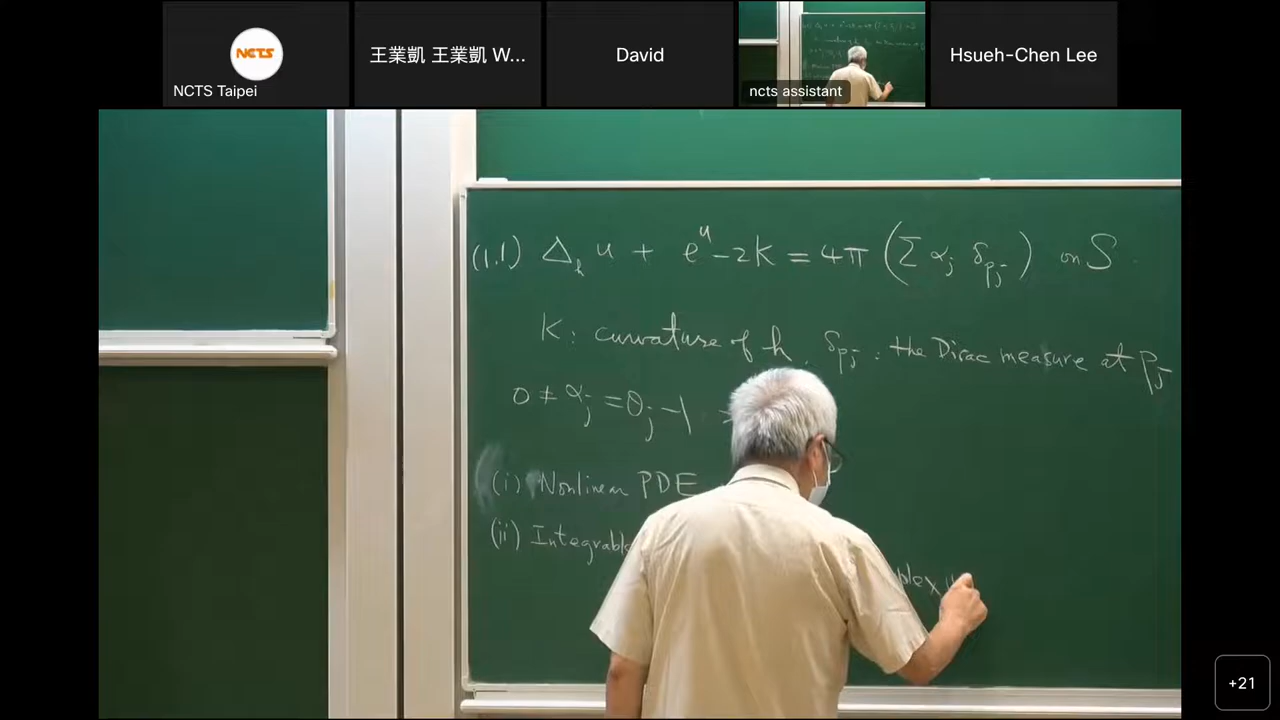 NCTS
NCTS Taipei
王業凱 王業凱 W...
David
ncts assistant
Hsueh-Chen Lee
(1.1) Δ_h u + e^u - 2K = 4π (Σ α_j δ_{p_j}) on S
K: curvature of h, δ_{p_j}: the Dirac measure at p_j
0 ≠ α_j = θ_j - 1 >
(i) Nonlinear PDE
(ii) Integrable
plex
+21